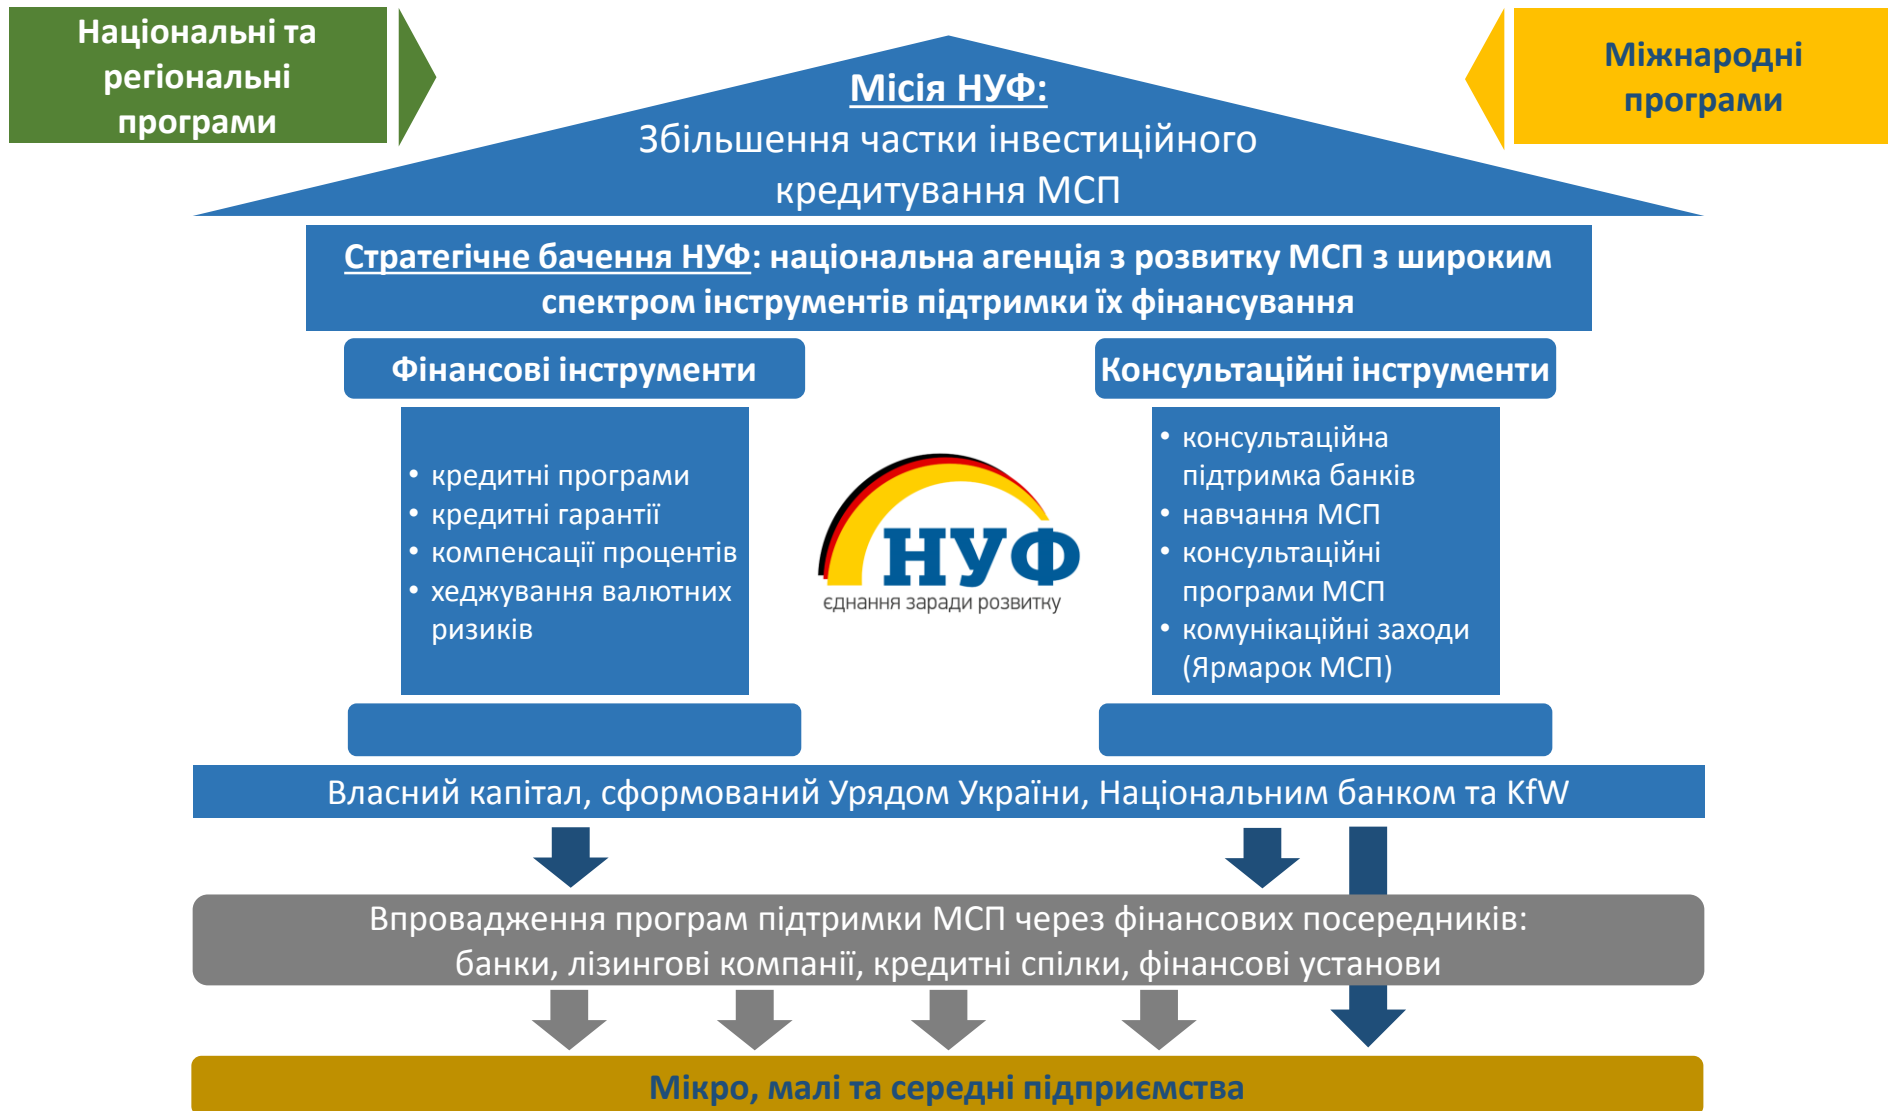 Національні та
регіональні
програми
Міжнародні
програми
Місія НУФ:
Збільшення частки інвестиційного
кредитування МСП
Стратегічне бачення НУФ: національна агенція з розвитку МСП з широким
спектром інструментів підтримки їх фінансування
Фінансові інструменти
• кредитні програми
• кредитні гарантії
• компенсації процентів
• хеджування валютних
ризиків
НУФ
єднання заради розвитку
Консультаційні інструменти
• консультаційна
підтримка банків
• навчання МСП
• консультаційні
програми МСП
• комунікаційні заходи
(Ярмарок МСП)
Власний капітал, сформований Урядом України, Національним банком та KfW
Впровадження програм підтримки МСП через фінансових посередників:
банки, лізингові компанії, кредитні спілки, фінансові установи
Мікро, малі та середні підприємства